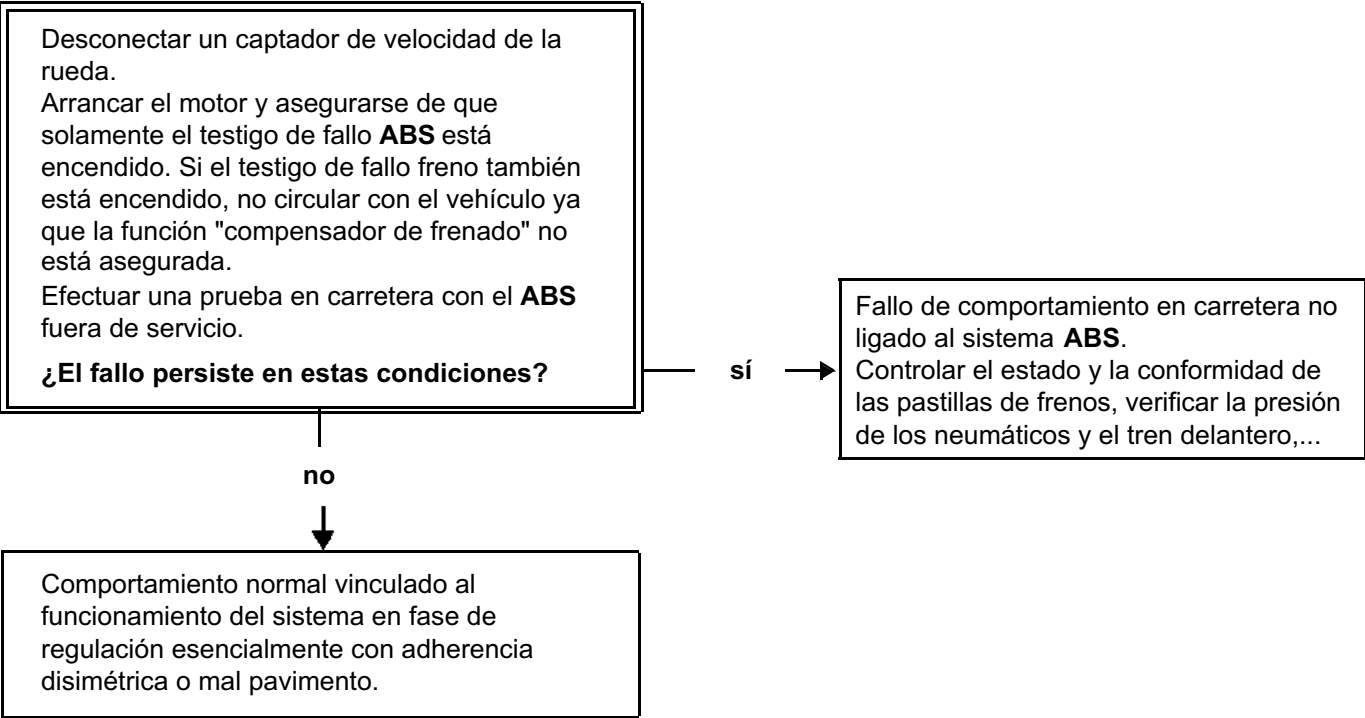 Desconectar un captador de velocidad de la
rueda.
Arrancar el motor y asegurarse de que
solamente el testigo de fallo ABS está
encendido. Si el testigo de fallo freno también
está encendido, no circular con el vehículo ya
que la función "compensador de frenado" no
está asegurada.
Efectuar una prueba en carretera con el ABS
fuera de servicio.
¿El fallo persiste en estas condiciones?
sí
Fallo de comportamiento en carretera no
ligado al sistema ABS.
Controlar el estado y la conformidad de
las pastillas de frenos, verificar la presión
de los neumáticos y el tren delantero,...
no
Comportamiento normal vinculado al
funcionamiento del sistema en fase de
regulación esencialmente con adherencia
disimétrica o mal pavimento.